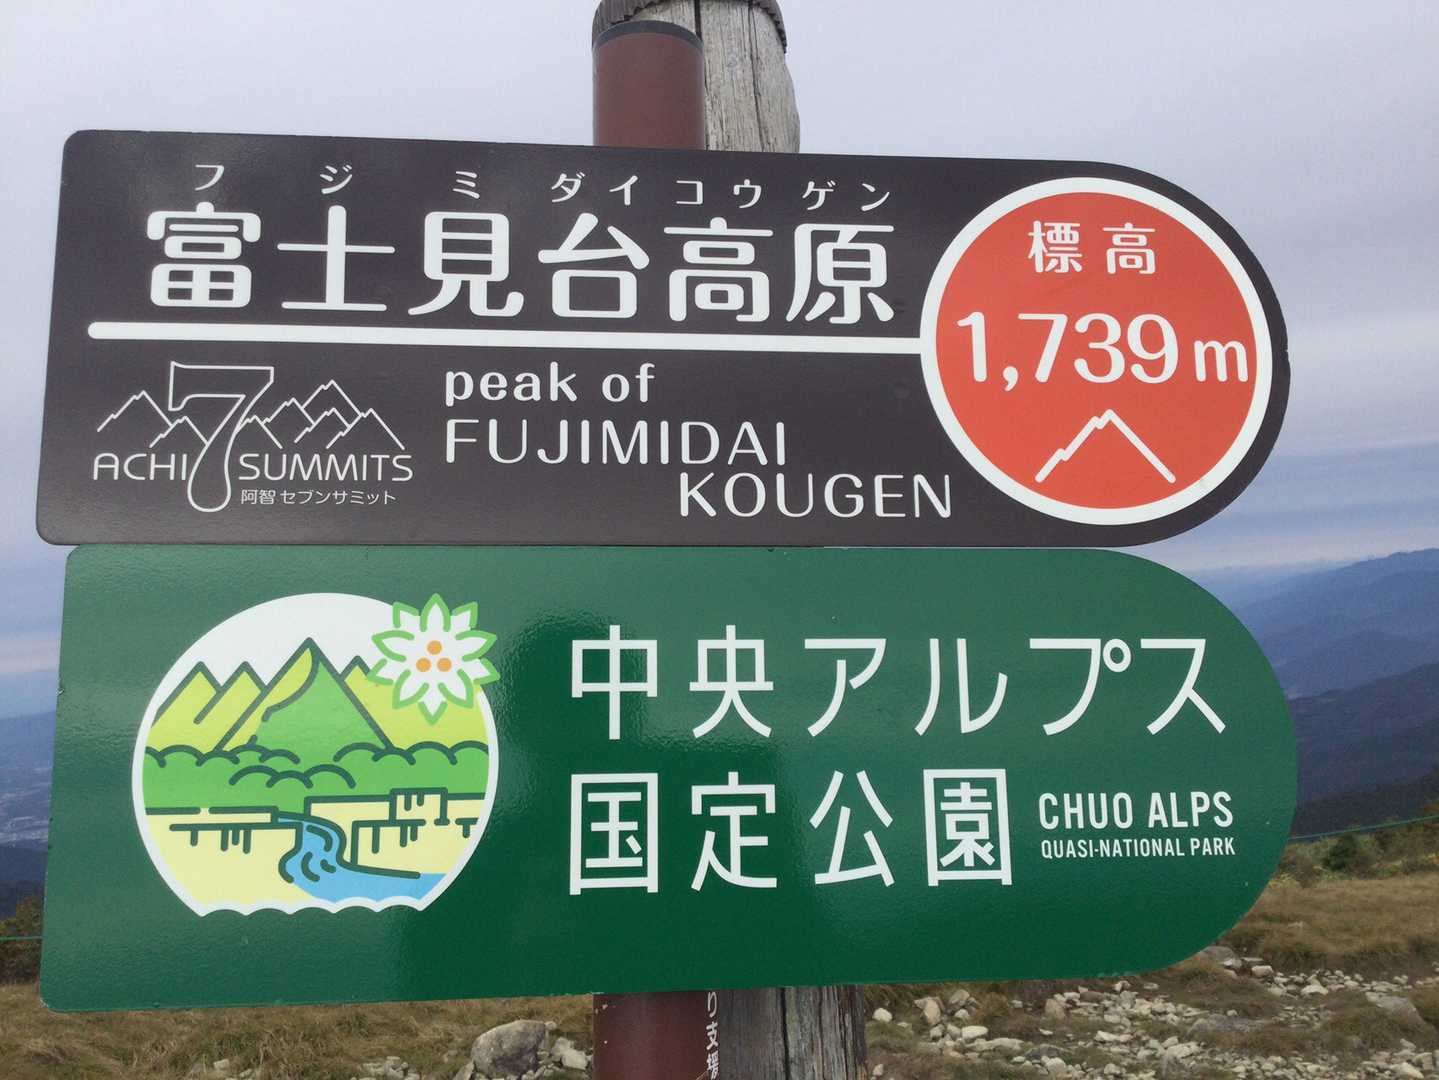 フジミダイコウゲン
富士見台高原
標高
1,739m
peak of
FUJIMIDAI
KOUGEN
7
ACHI SUMMITS
阿智 セブンサミット
中央アルプス
国定公園
CHUO ALPS
QUASI-NATIONAL PARK